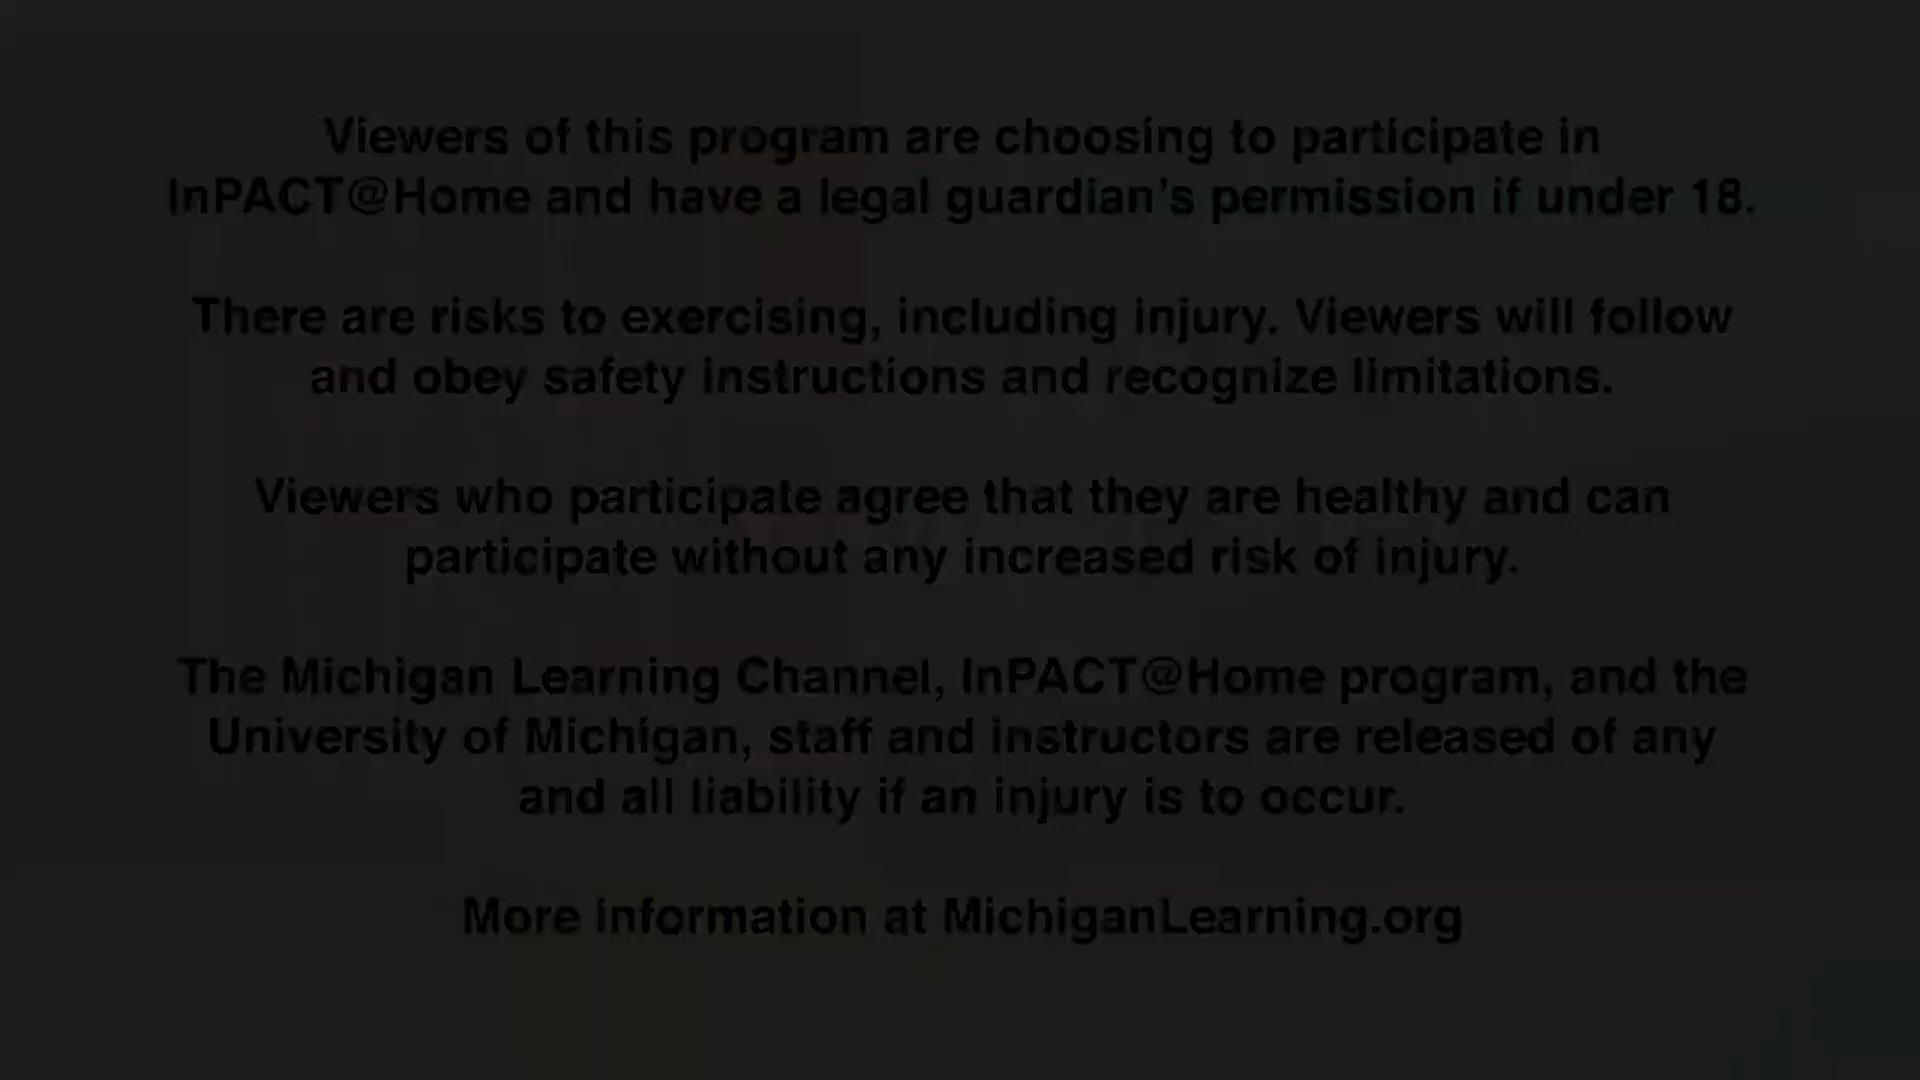 Viewers of this program are choosing to participate in
InPACT@Home and have a legal guardian's permission if under 18.
There are risks to exercising, including injury. Viewers will follow
and obey safety instructions and recognize limitations.
Viewers who participate agree that they are healthy and can
participate without any increased risk of injury.
The Michigan Learning Channel, InPACT@Home program, and the
University of Michigan, staff and instructors are released of any
and all liability if an injury is to occur.
More information at MichiganLearning.org